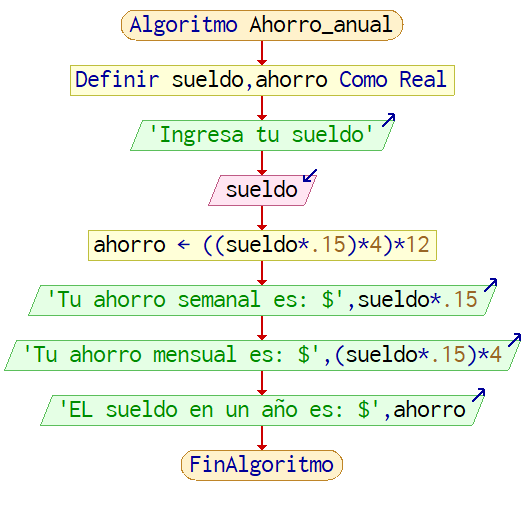 Algoritmo Ahorro_anual
Definir sueldo,ahorro Como Real
'Ingresa tu sueldo'
sueldo
ahorro ← ((sueldo*.15)*4)*12
'Tu ahorro semanal es: $',sueldo*.15
'Tu ahorro mensual es: $',(sueldo*.15)*4
'EL sueldo en un año es: $',ahorro
FinAlgoritmo